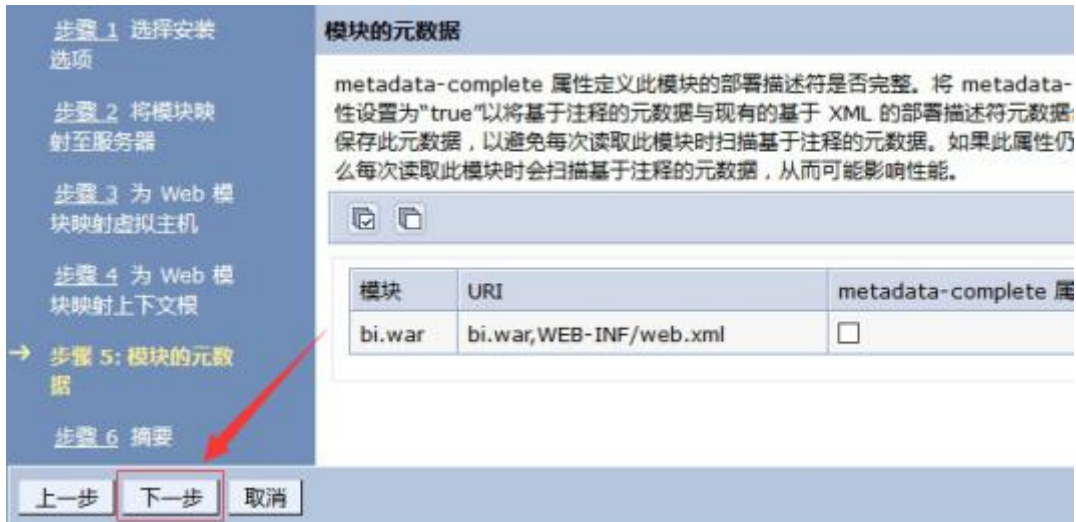 步骤 1 选择安装
选项
步骤 2 将模块映
射至服务器
步骤 3 为 Web 模
块映射虚拟主机
步骤 4 为 Web 模
块映射上下文根
步骤 5: 模块的元数
据
步骤 6 摘要
模块的元数据
metadata-complete 属性定义此模块的部署描述符是否完整。将 metadata-
性设置为"true"以将基于注释的元数据与现有的基于 XML 的部署描述符元数据
保存此元数据，以避免每次读取此模块时扫描基于注释的元数据。如果此属性仍
么每次读取此模块时会扫描基于注释的元数据，从而可能影响性能。
模块 URI metadata-complete 属
bi.war bi.war,WEB-INF/web.xml
上一步 下一步 取消